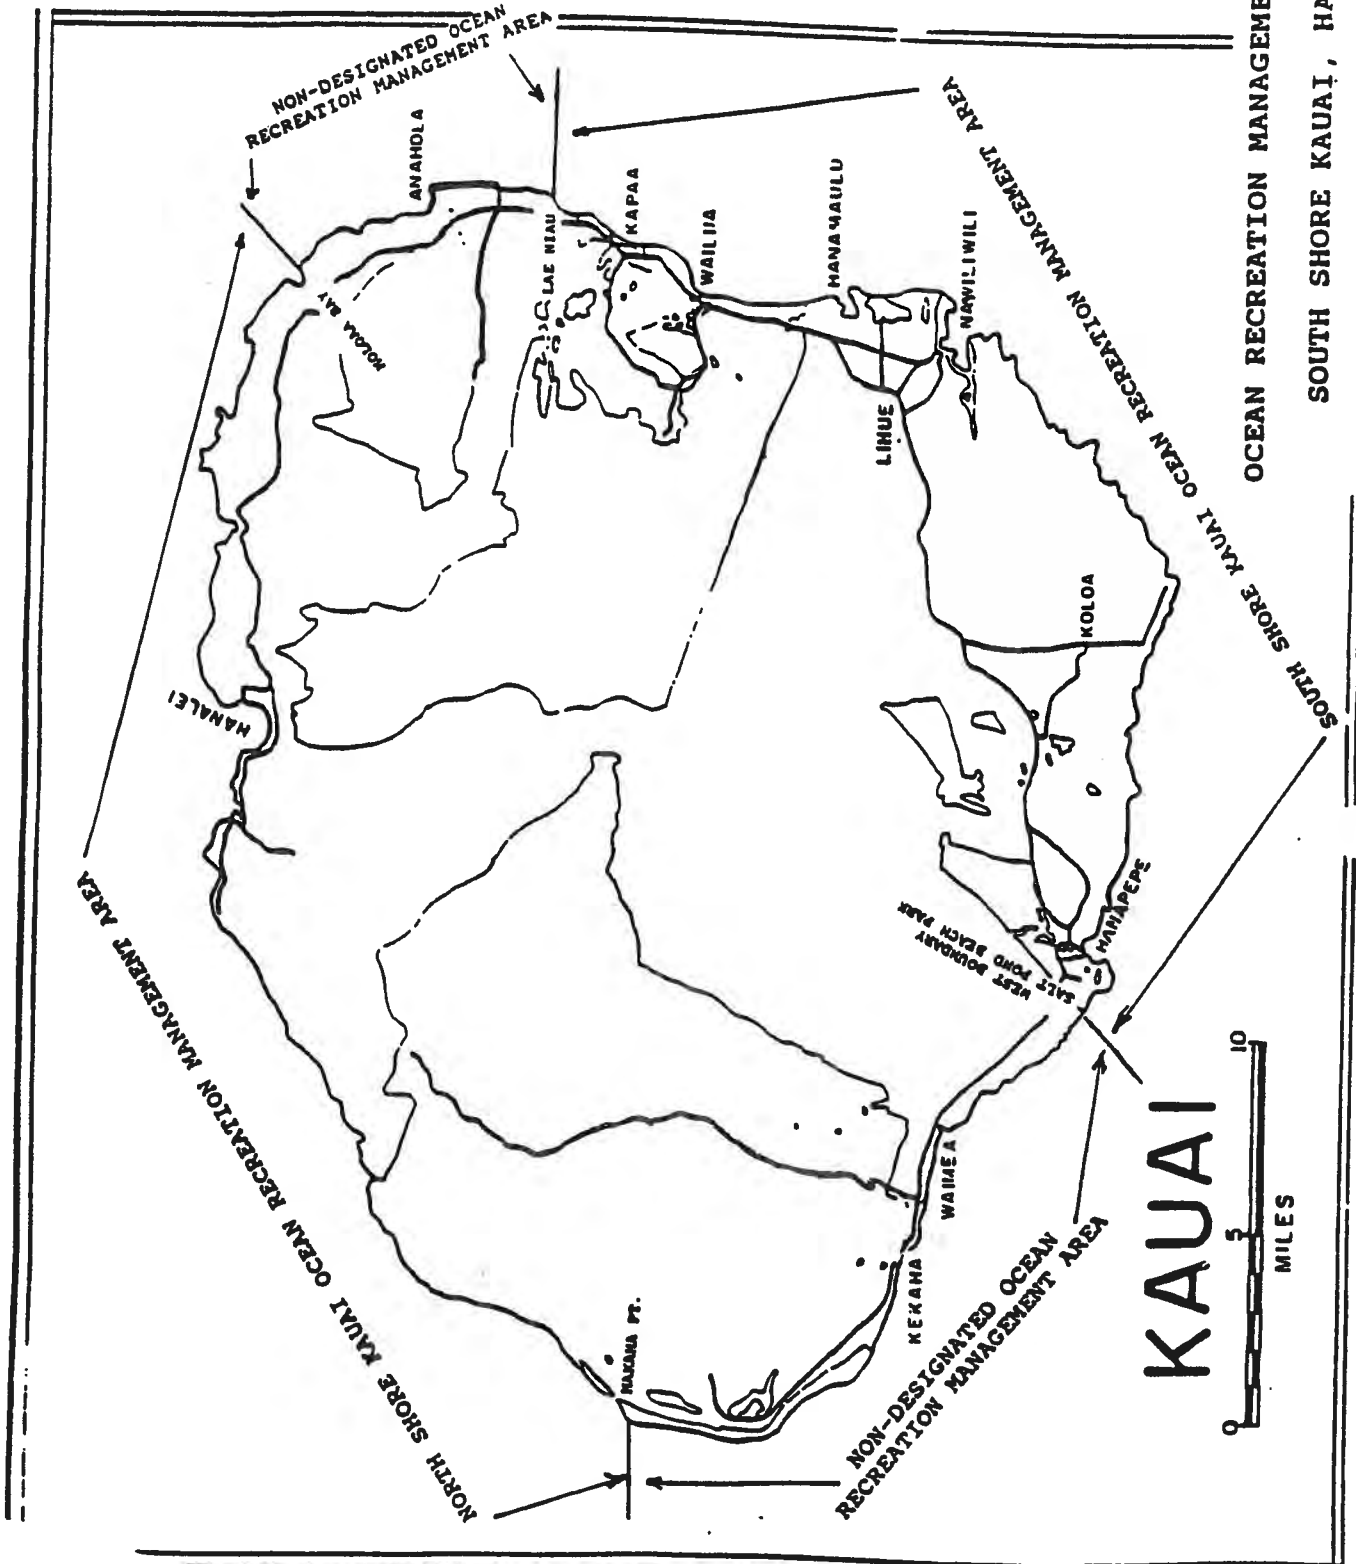 NON-DESIGNATED OCEAN
RECREATION MANAGEMENT AREA
ANAHOLA
MOLOAA BAY
LAE NIAU
KAPAA
WAILUA
HANAMAULU
NAWILIWILI
LIHUE
KOLOA
HANAPEPE
WEST BOUNDARY
SALT POND BEACH PARK
WAIMEA
KEKAHA
MAKAHA PT.
HANALEI
NORTH SHORE KAUAI OCEAN RECREATION MANAGEMENT AREA
SOUTH SHORE KAUAI OCEAN RECREATION MANAGEMENT AREA
NON-DESIGNATED OCEAN
RECREATION MANAGEMENT AREA
KAUAI
0 5 10
MILES
OCEAN RECREATION MANAGEME
SOUTH SHORE KAUAI, HA